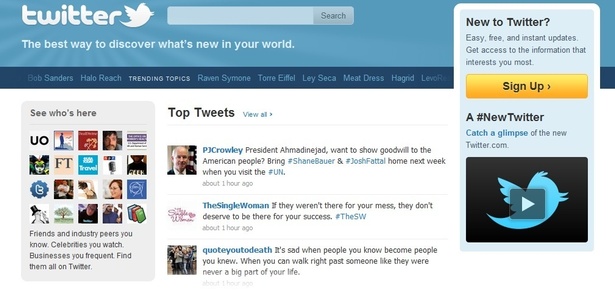 twitter
Search
The best way to discover what's new in your world.
Bob Sanders Halo Reach TRENDING TOPICS Raven Symone Torre Eiffel Ley Seca Meat Dress Hagrid
See who's here
UO
FT
Travel
Friends and industry peers you
know. Celebrities you watch.
Businesses you frequent. Find
them all on Twitter.
Top Tweets View all ›
PJCrowley President Ahmadinejad, want to show goodwill to the
American people? Bring #ShaneBauer & #JoshFattal home next week
when you visit the #UN.
about 1 hour ago
TheSingleWoman If they weren't there for your mess, they don't
deserve to be there for your success. #TheSW
about 1 hour ago
quoteyoutodeath It's sad when people you know become people
you knew. When you can walk right past someone like they were
never a big part of your life.
about 1 hour ago
New to Twitter?
Easy, free, and instant updates.
Get access to the information that
interests you most.
Sign Up ›
A #NewTwitter
Catch a glimpse of the new
Twitter.com.